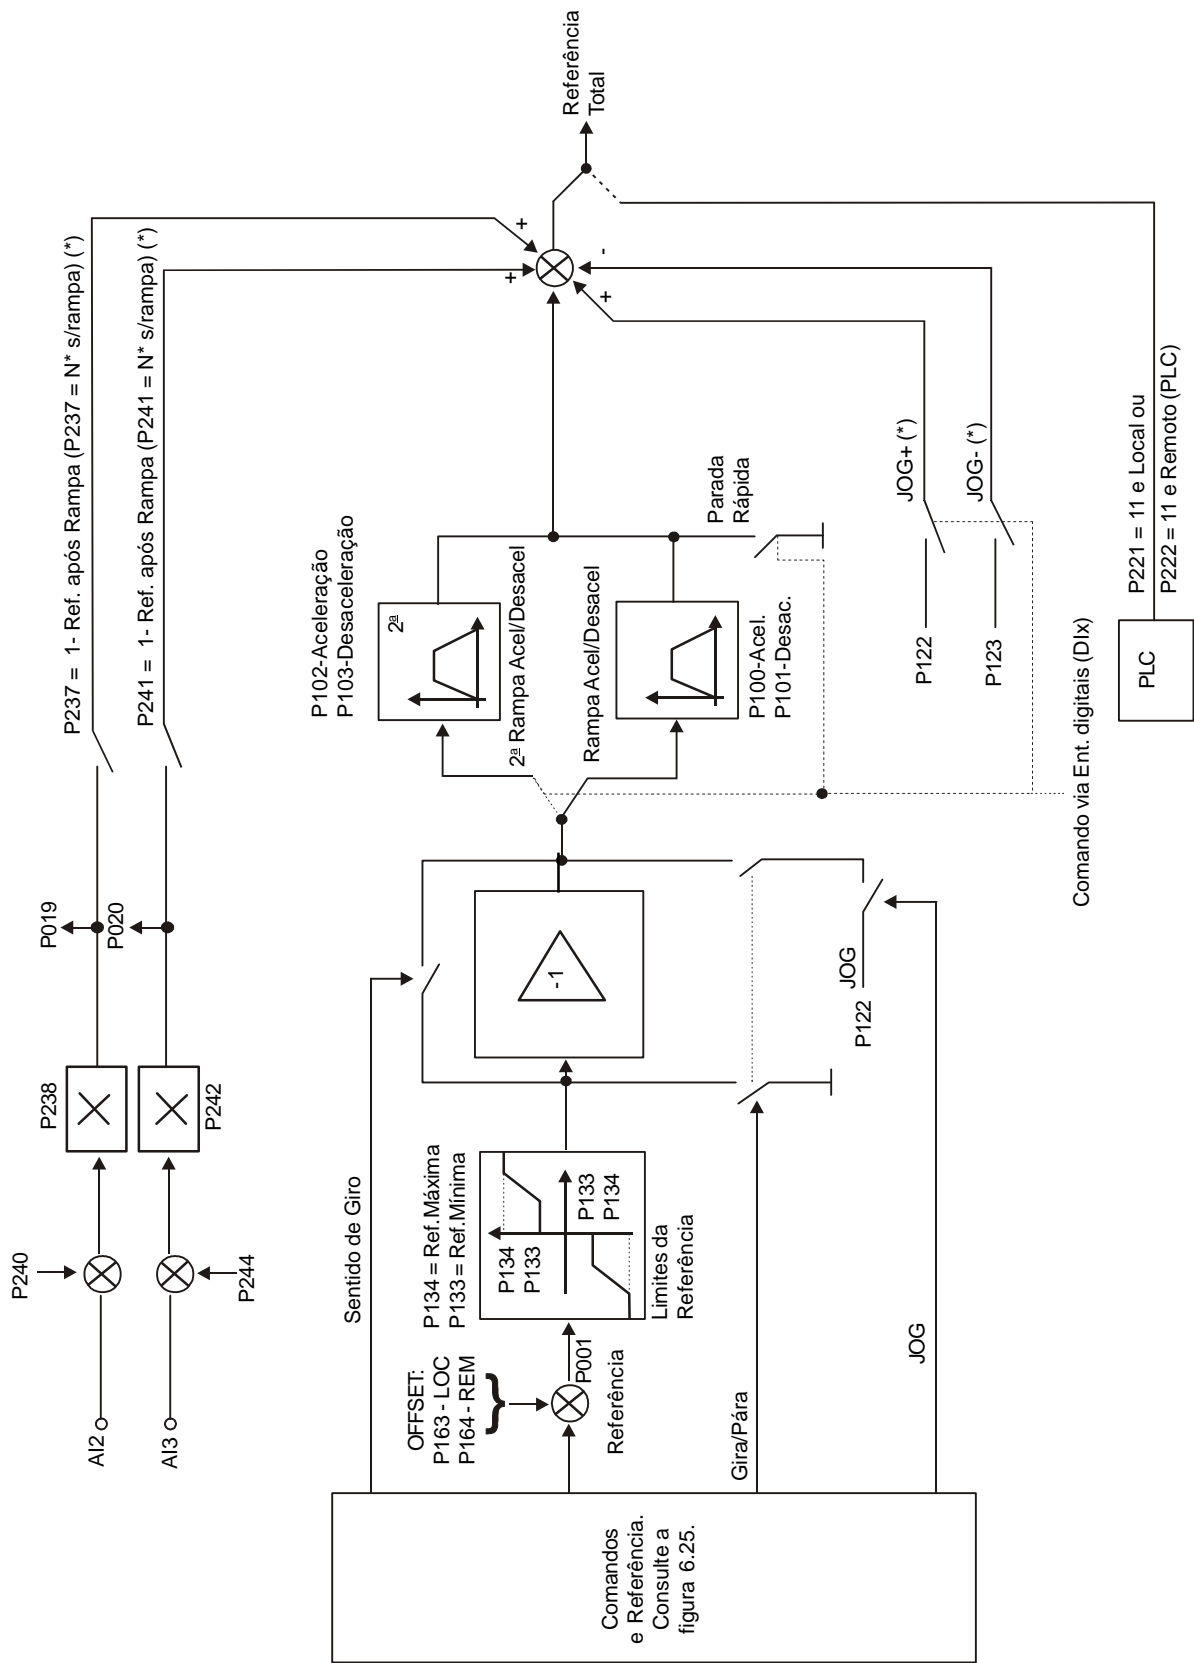 P237 = 1- Ref. após Rampa (P237 = N* s/rampa) (*)
P241 = 1- Ref. após Rampa (P241 = N* s/rampa) (*)
AI2
AI3
P240
P244
P238
P242
P019
P020
Comandos
e Referência.
Consulte a
figura 6.25.
Sentido de Giro
OFFSET:
P163 - LOC
P164 - REM
}
P001
Referência
P134 = Ref.Máxima
P133 = Ref.Mínima
P134
P133
P133
P134
Limites da
Referência
Gira/Pára
JOG
-1
JOG
P122
P102-Aceleração
P103-Desaceleração
2ª
2ª Rampa Acel/Desacel
Rampa Acel/Desacel
P100-Acel.
P101-Desac.
Parada
Rápida
Comando via Ent. digitais (DIx)
P122
P123
JOG+ (*)
JOG- (*)
PLC
P221 = 11 e Local ou
P222 = 11 e Remoto (PLC)
+
+
+
-
Referência
Total